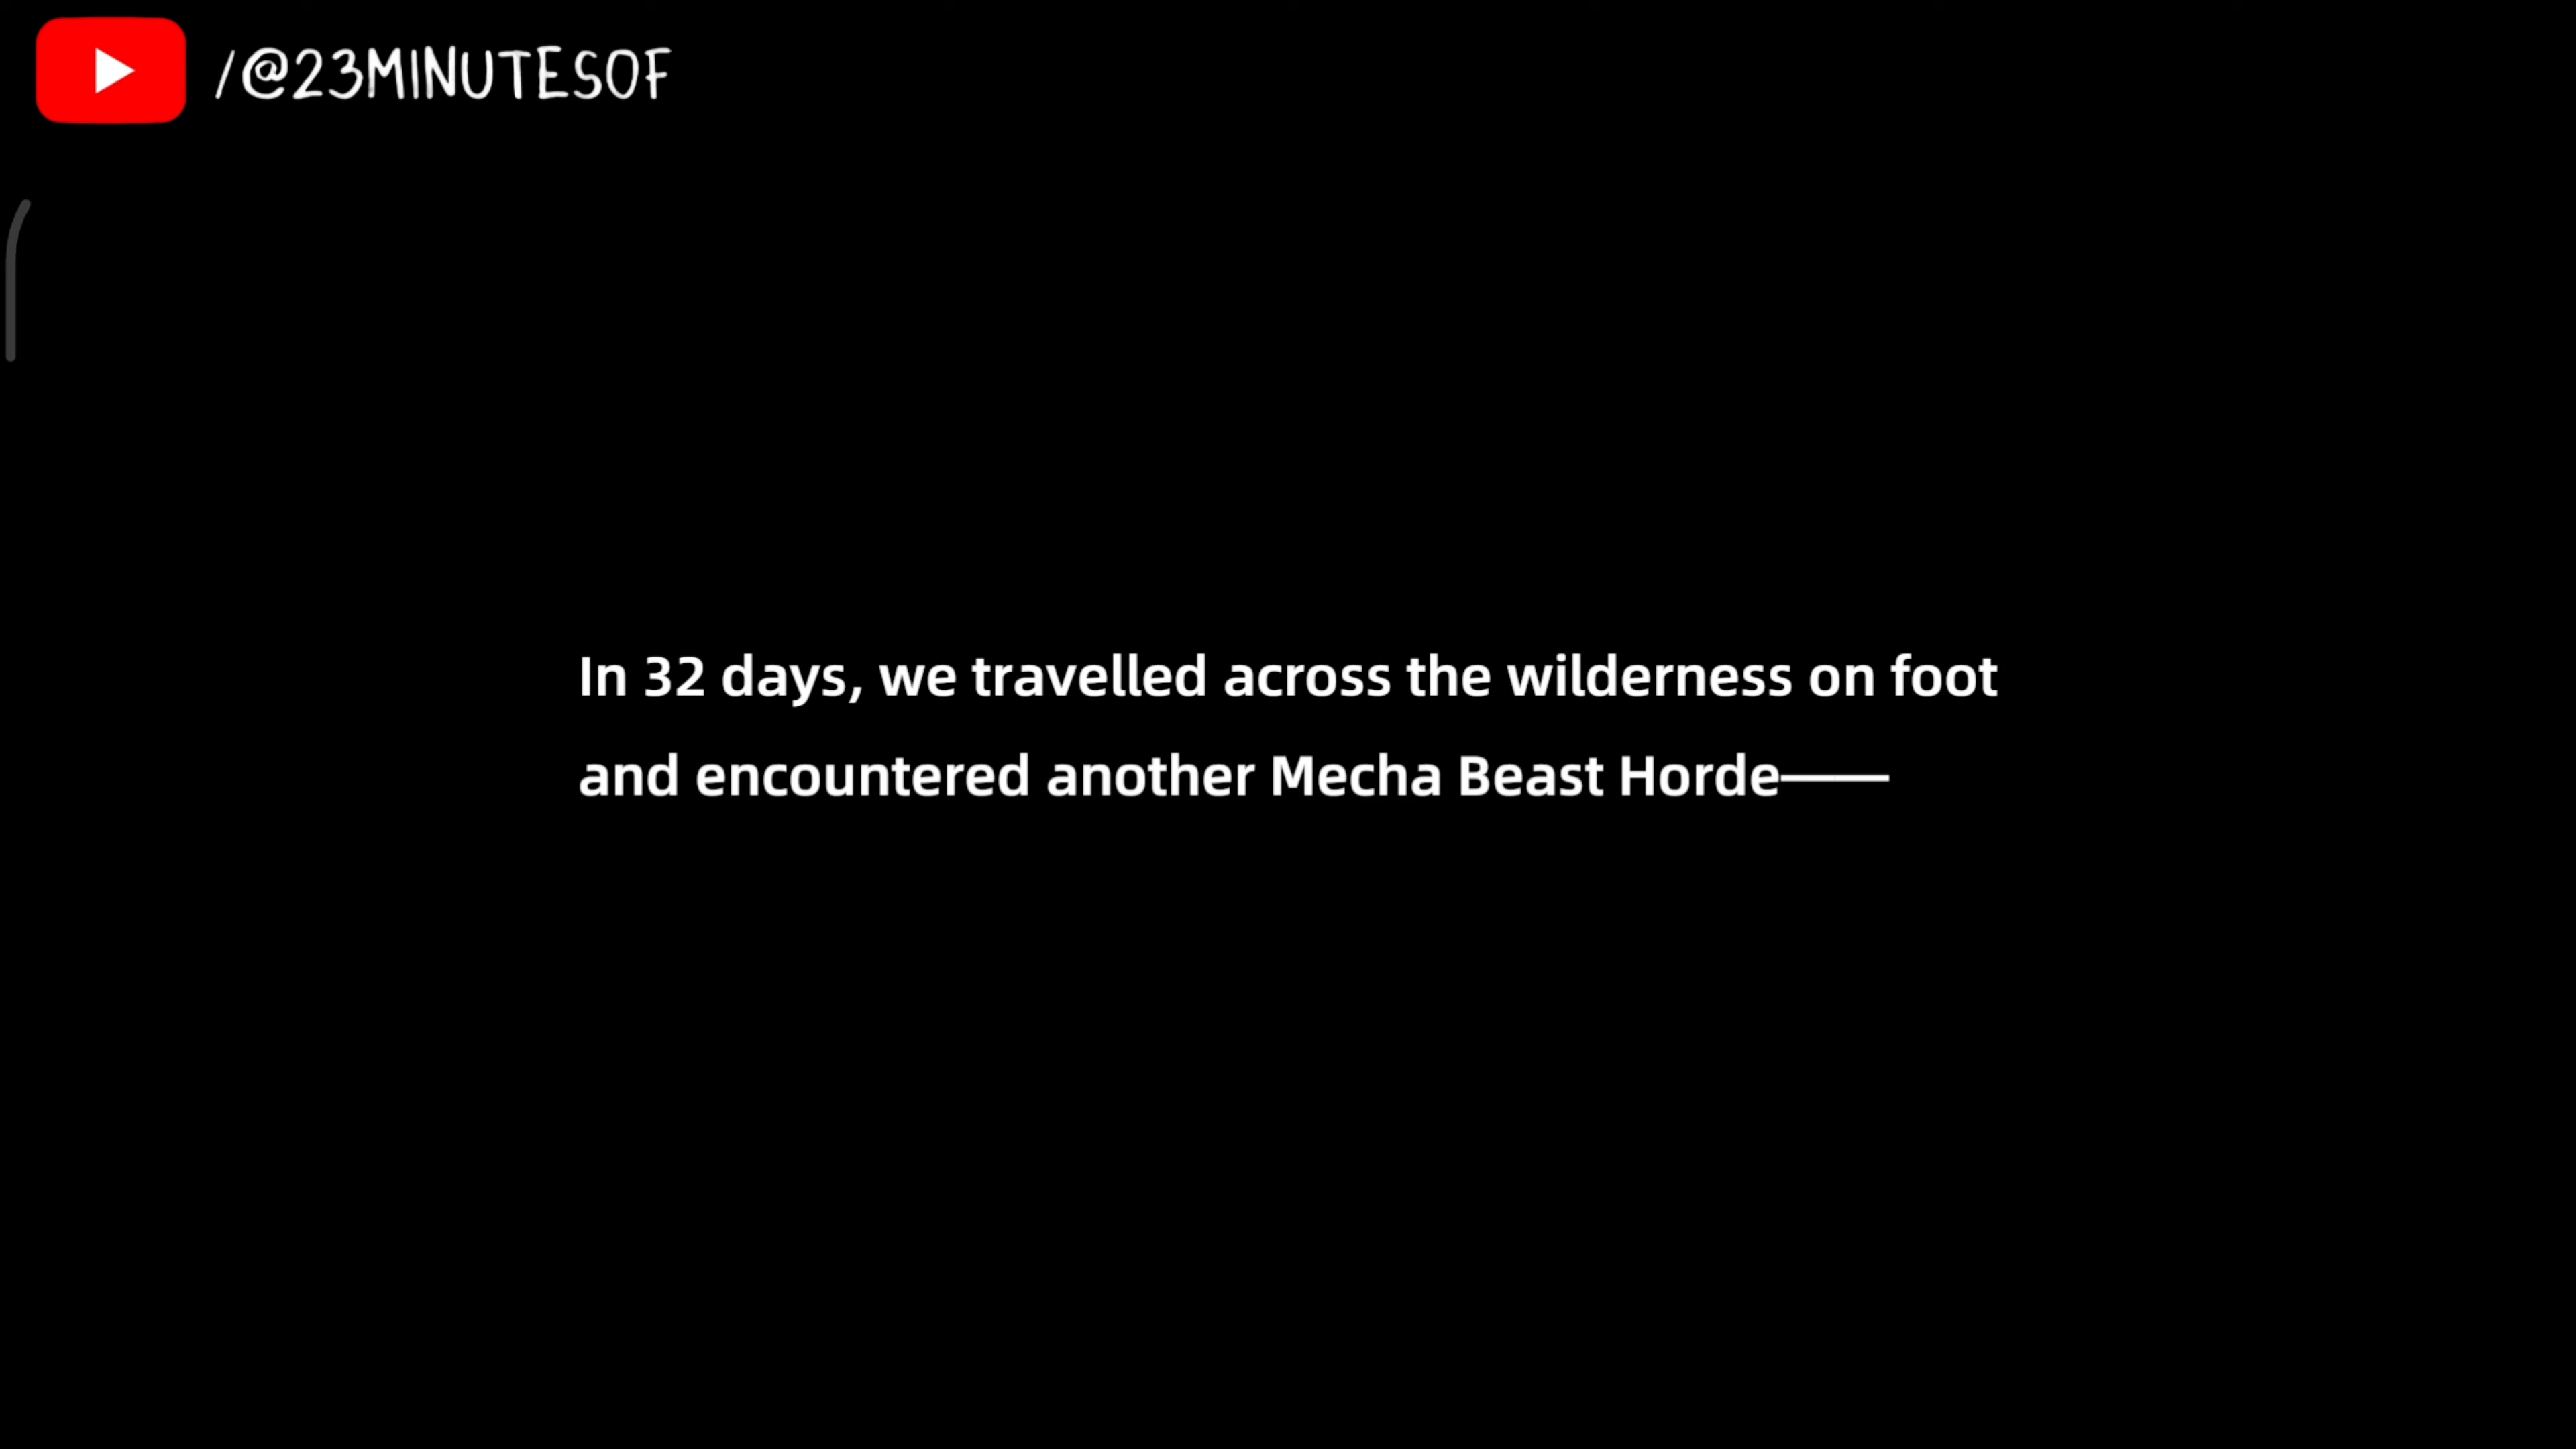 /@23MINUTESOF
In 32 days, we travelled across the wilderness on foot
and encountered another Mecha Beast Horde——